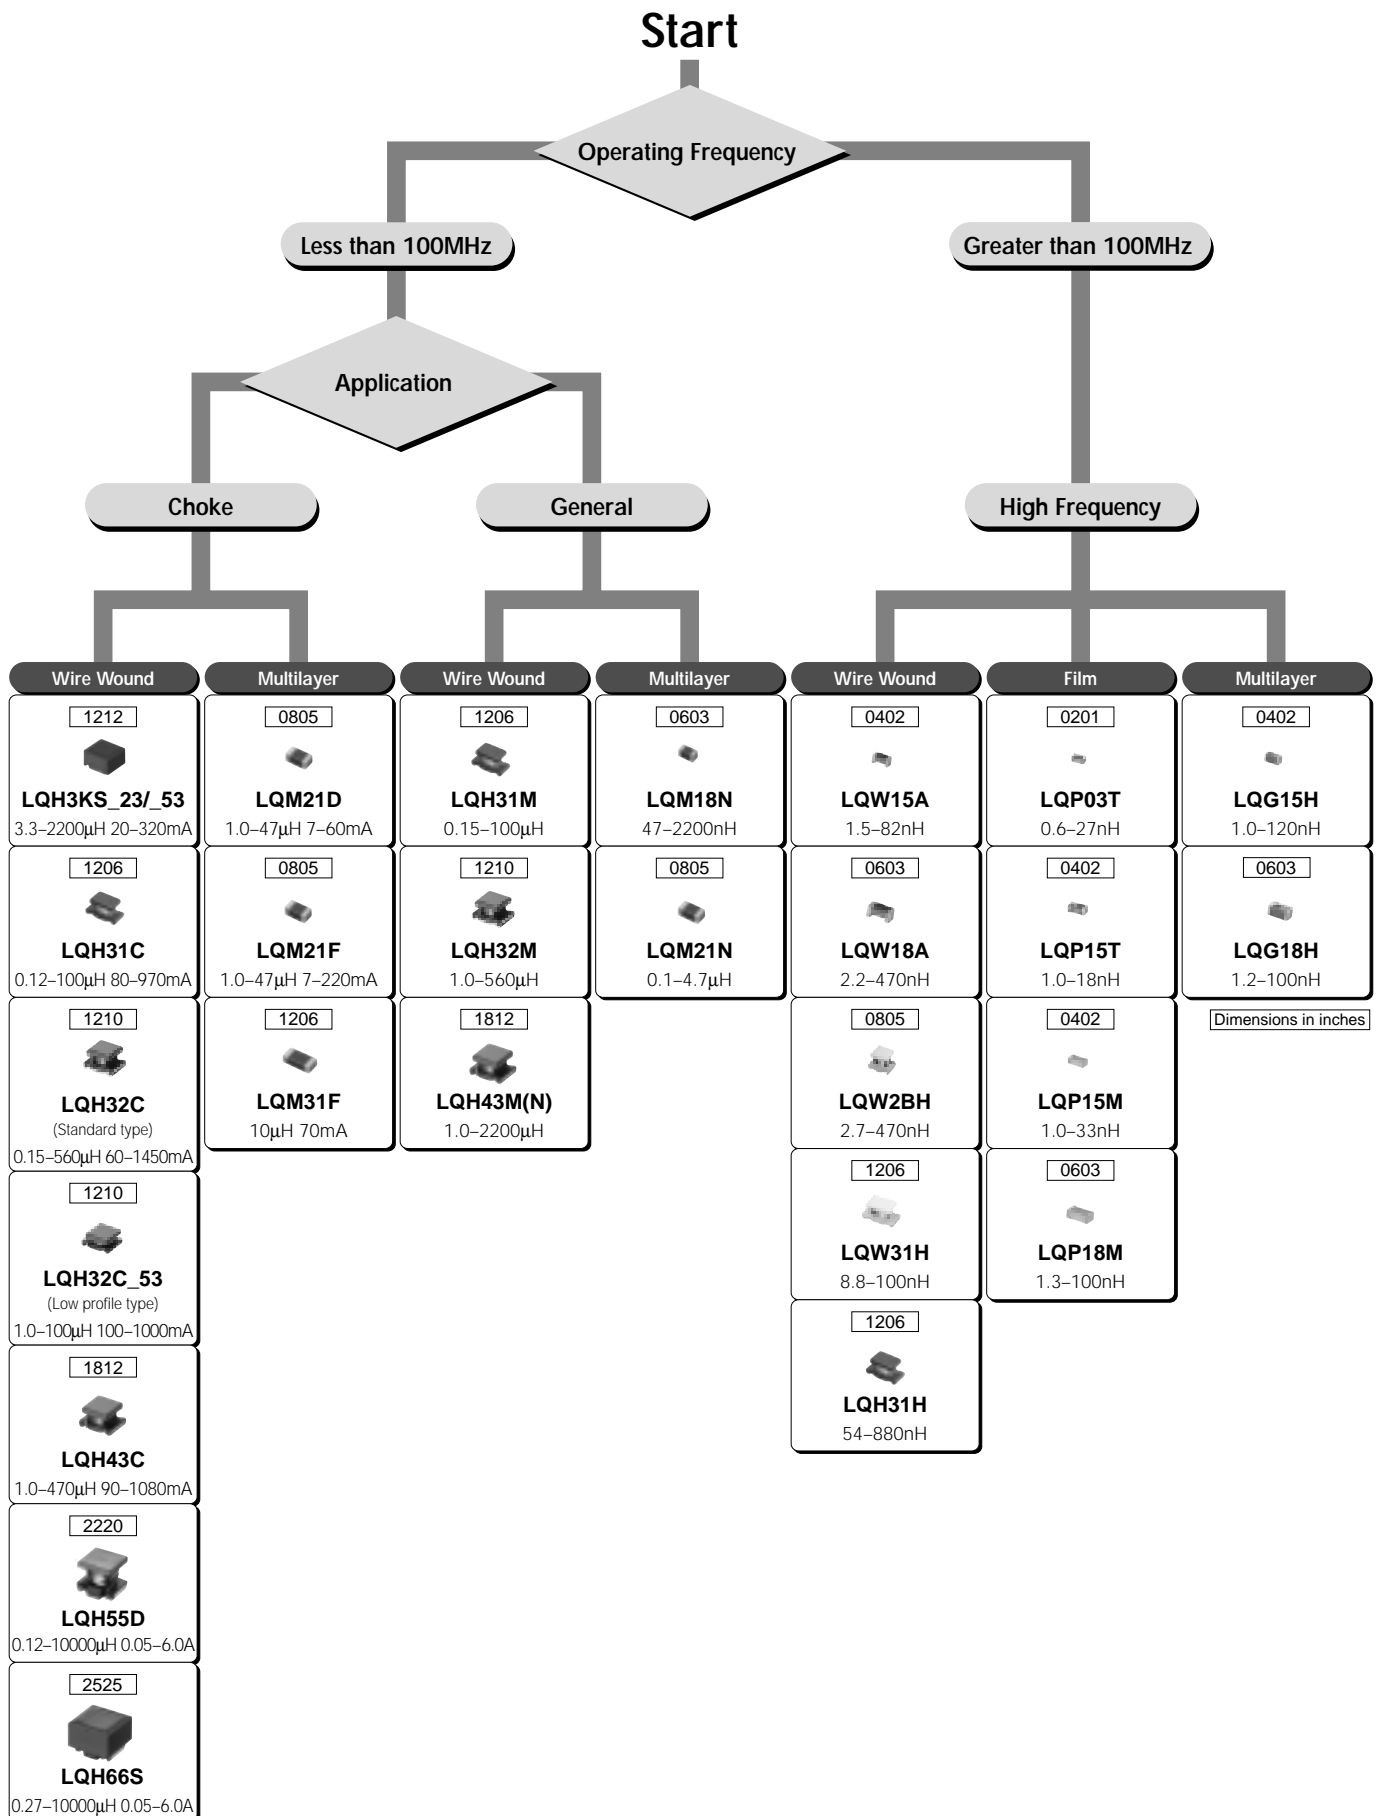 Start
Operating Frequency
Less than 100MHz
Greater than 100MHz
Application
Choke
General
High Frequency
Wire Wound
1212
LQH3KS_23/_53
3.3–2200μH 20–320mA
1206
LQH31C
0.12–100μH 80–970mA
1210
LQH32C
(Standard type)
0.15–560μH 60–1450mA
1210
LQH32C_53
(Low profile type)
1.0–100μH 100–1000mA
1812
LQH43C
1.0–470μH 90–1080mA
2220
LQH55D
0.12–10000μH 0.05–6.0A
2525
LQH66S
0.27–10000μH 0.05–6.0A
Multilayer
0805
LQM21D
1.0–47μH 7–60mA
0805
LQM21F
1.0–47μH 7–220mA
1206
LQM31F
10μH 70mA
Wire Wound
1206
LQH31M
0.15–100μH
1210
LQH32M
1.0–560μH
1812
LQH43M(N)
1.0–2200μH
Multilayer
0603
LQM18N
47–2200nH
0805
LQM21N
0.1–4.7μH
Wire Wound
0402
LQW15A
1.5–82nH
0603
LQW18A
2.2–470nH
0805
LQW2BH
2.7–470nH
1206
LQW31H
8.8–100nH
1206
LQH31H
54–880nH
Film
0201
LQP03T
0.6–27nH
0402
LQP15T
1.0–18nH
0402
LQP15M
1.0–33nH
0603
LQP18M
1.3–100nH
Multilayer
0402
LQG15H
1.0–120nH
0603
LQG18H
1.2–100nH
Dimensions in inches